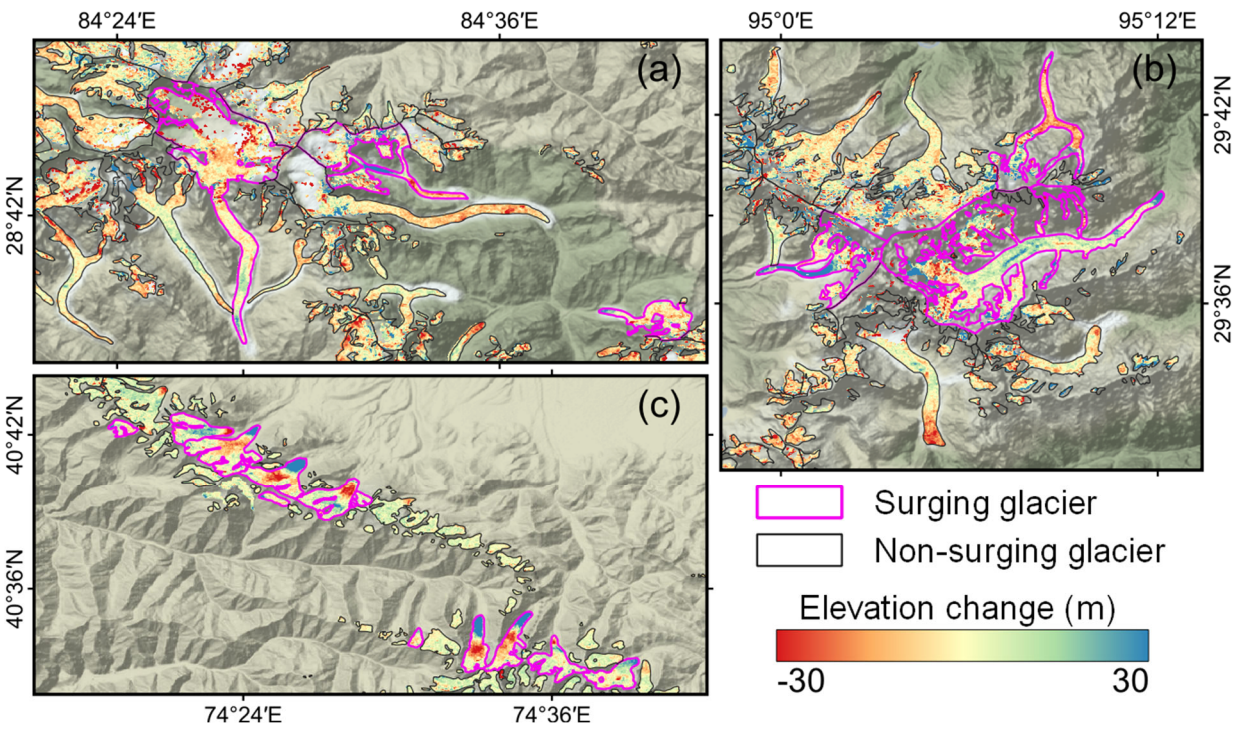 84°24′E 84°36′E 95°0′E 95°12′E
(a) (b)
28°42′N
29°42′N
29°36′N
(c)
40°42′N
40°36′N
74°24′E 74°36′E
Surging glacier
Non-surging glacier
Elevation change (m)
-30 30